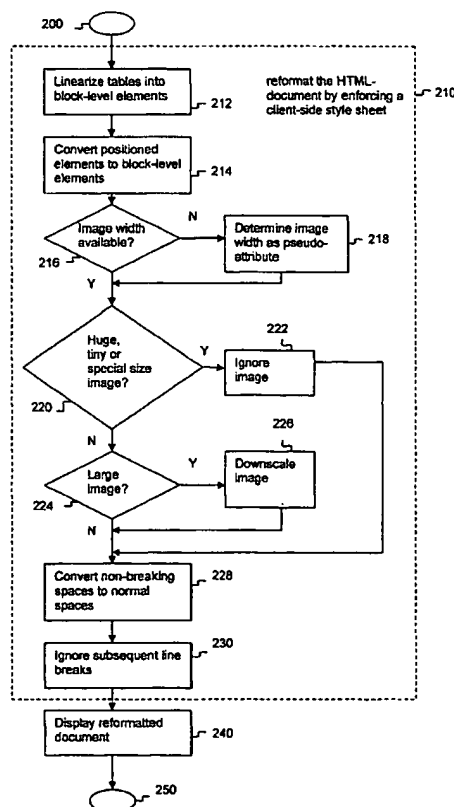 200
Linearize tables into
block-level elements
212
reformat the HTML-
document by enforcing a
client-side style sheet
210
Convert positioned
elements to block-level
elements
214
Image width
available?
216
N
Y
Determine image
width as pseudo-
attribute
218
Huge,
tiny or
special size
image?
220
Y
N
222
Ignore
image
Large
image?
224
Y
N
226
Downscale
image
Convert non-breaking
spaces to normal
spaces
228
Ignore subsequent line
breaks
230
Display reformatted
document
240
250